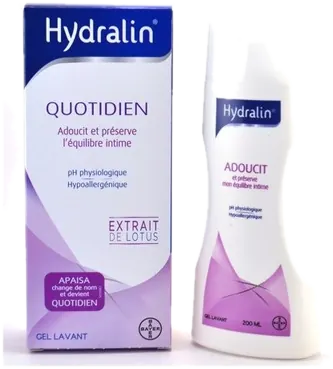 Hydralin®
QUOTIDIEN
Adoucit et préserve
l'équilibre intime
pH physiologique
Hypoallergénique
EXTRAIT
DE LOTUS
APAISA
change de nom
et devient
QUOTIDIEN
BAYER
GEL LAVANT
Hydralin®
ADOUCIT
et préserve
mon équilibre intime
pH physiologique
Hypoallergénique
GEL LAVANT
200 ML